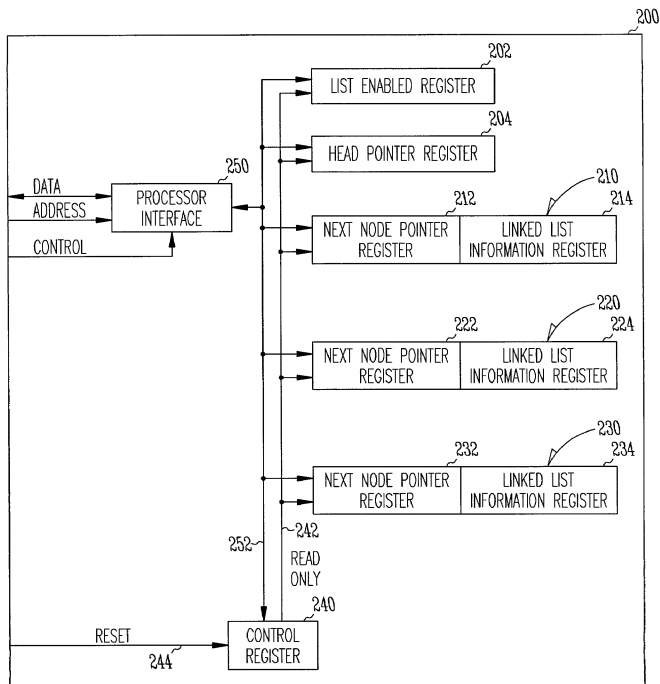 200
202
LIST ENABLED REGISTER
204
HEAD POINTER REGISTER
250
DATA
ADDRESS
CONTROL
PROCESSOR
INTERFACE
210
212
214
NEXT NODE POINTER
REGISTER
LINKED LIST
INFORMATION REGISTER
220
222
224
NEXT NODE POINTER
REGISTER
LINKED LIST
INFORMATION REGISTER
230
232
234
NEXT NODE POINTER
REGISTER
LINKED LIST
INFORMATION REGISTER
252
242
READ
ONLY
240
RESET
244
CONTROL
REGISTER